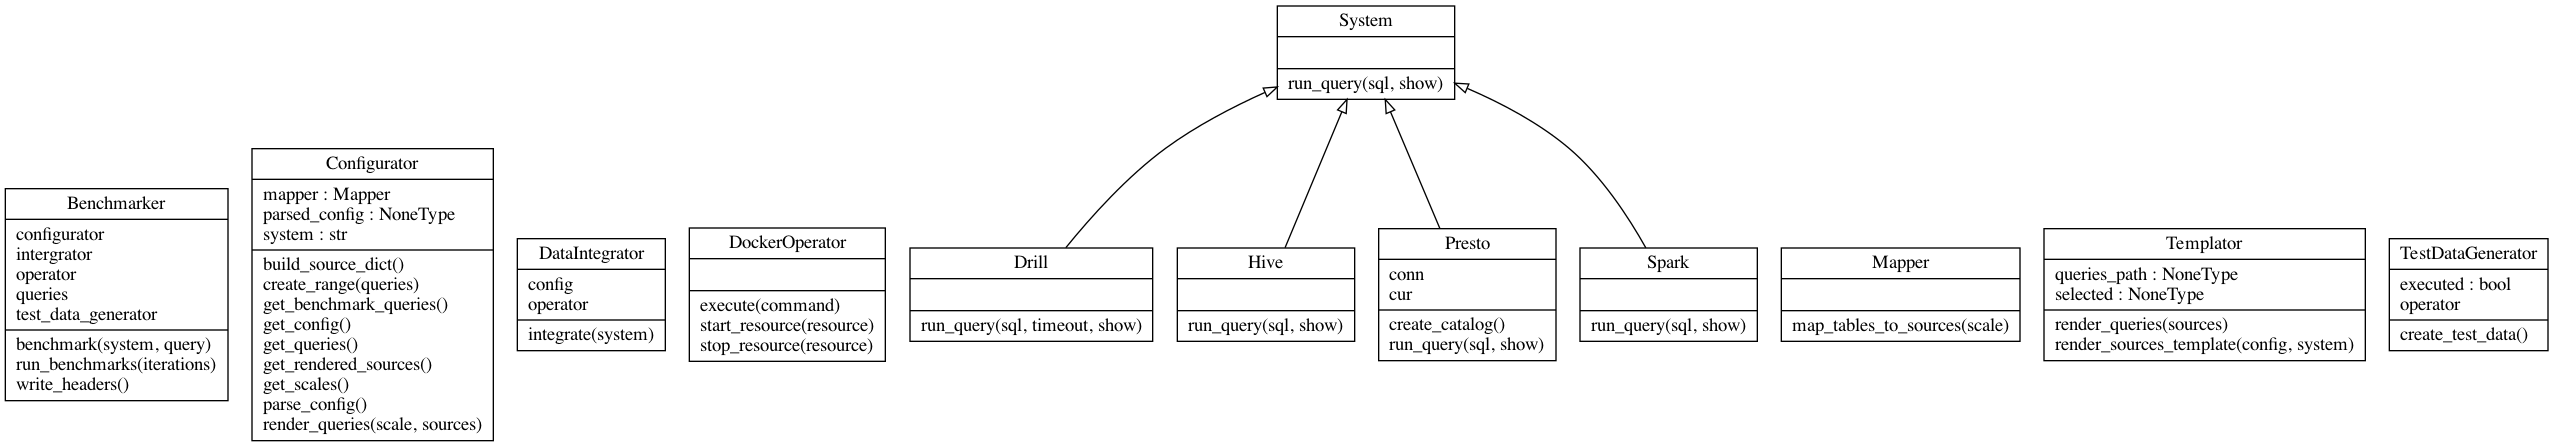 System
run_query(sql, show)
Benchmarker
configurator
intergrator
operator
queries
test_data_generator
benchmark(system, query)
run_benchmarks(iterations)
write_headers()
Configurator
mapper : Mapper
parsed_config : NoneType
system : str
build_source_dict()
create_range(queries)
get_benchmark_queries()
get_config()
get_queries()
get_rendered_sources()
get_scales()
parse_config()
render_queries(scale, sources)
DataIntegrator
config
operator
integrate(system)
DockerOperator
execute(command)
start_resource(resource)
stop_resource(resource)
Drill
run_query(sql, timeout, show)
Hive
run_query(sql, show)
Presto
conn
cur
create_catalog()
run_query(sql, show)
Spark
run_query(sql, show)
Mapper
map_tables_to_sources(scale)
Templator
queries_path : NoneType
selected : NoneType
render_queries(sources)
render_sources_template(config, system)
TestDataGenerator
executed : bool
operator
create_test_data()